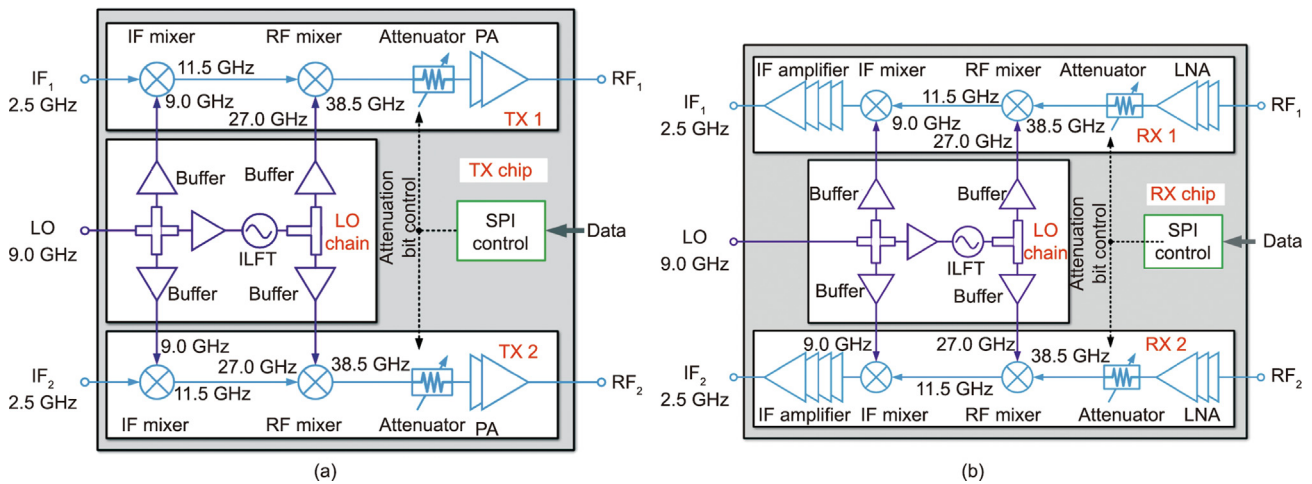 IF mixer RF mixer Attenuator PA
IF1 11.5 GHz RF1
2.5 GHz 9.0 GHz 38.5 GHz
27.0 GHz TX 1
Buffer Buffer TX chip
LO LO chain SPI control Data
9.0 GHz ILFT
Attenuation bit control
Buffer Buffer
9.0 GHz TX 2
27.0 GHz 38.5 GHz
IF2 11.5 GHz RF2
2.5 GHz
IF mixer RF mixer Attenuator PA
(a)
IF amplifier IF mixer RF mixer Attenuator LNA
IF1 11.5 GHz RF1
2.5 GHz 9.0 GHz 38.5 GHz
27.0 GHz RX 1
Buffer Buffer RX chip
LO LO chain SPI control Data
9.0 GHz ILFT
Attenuation bit control
Buffer Buffer
9.0 GHz 27.0 GHz 38.5 GHz RX 2
IF2 11.5 GHz RF2
2.5 GHz
IF amplifier IF mixer RF mixer Attenuator LNA
(b)